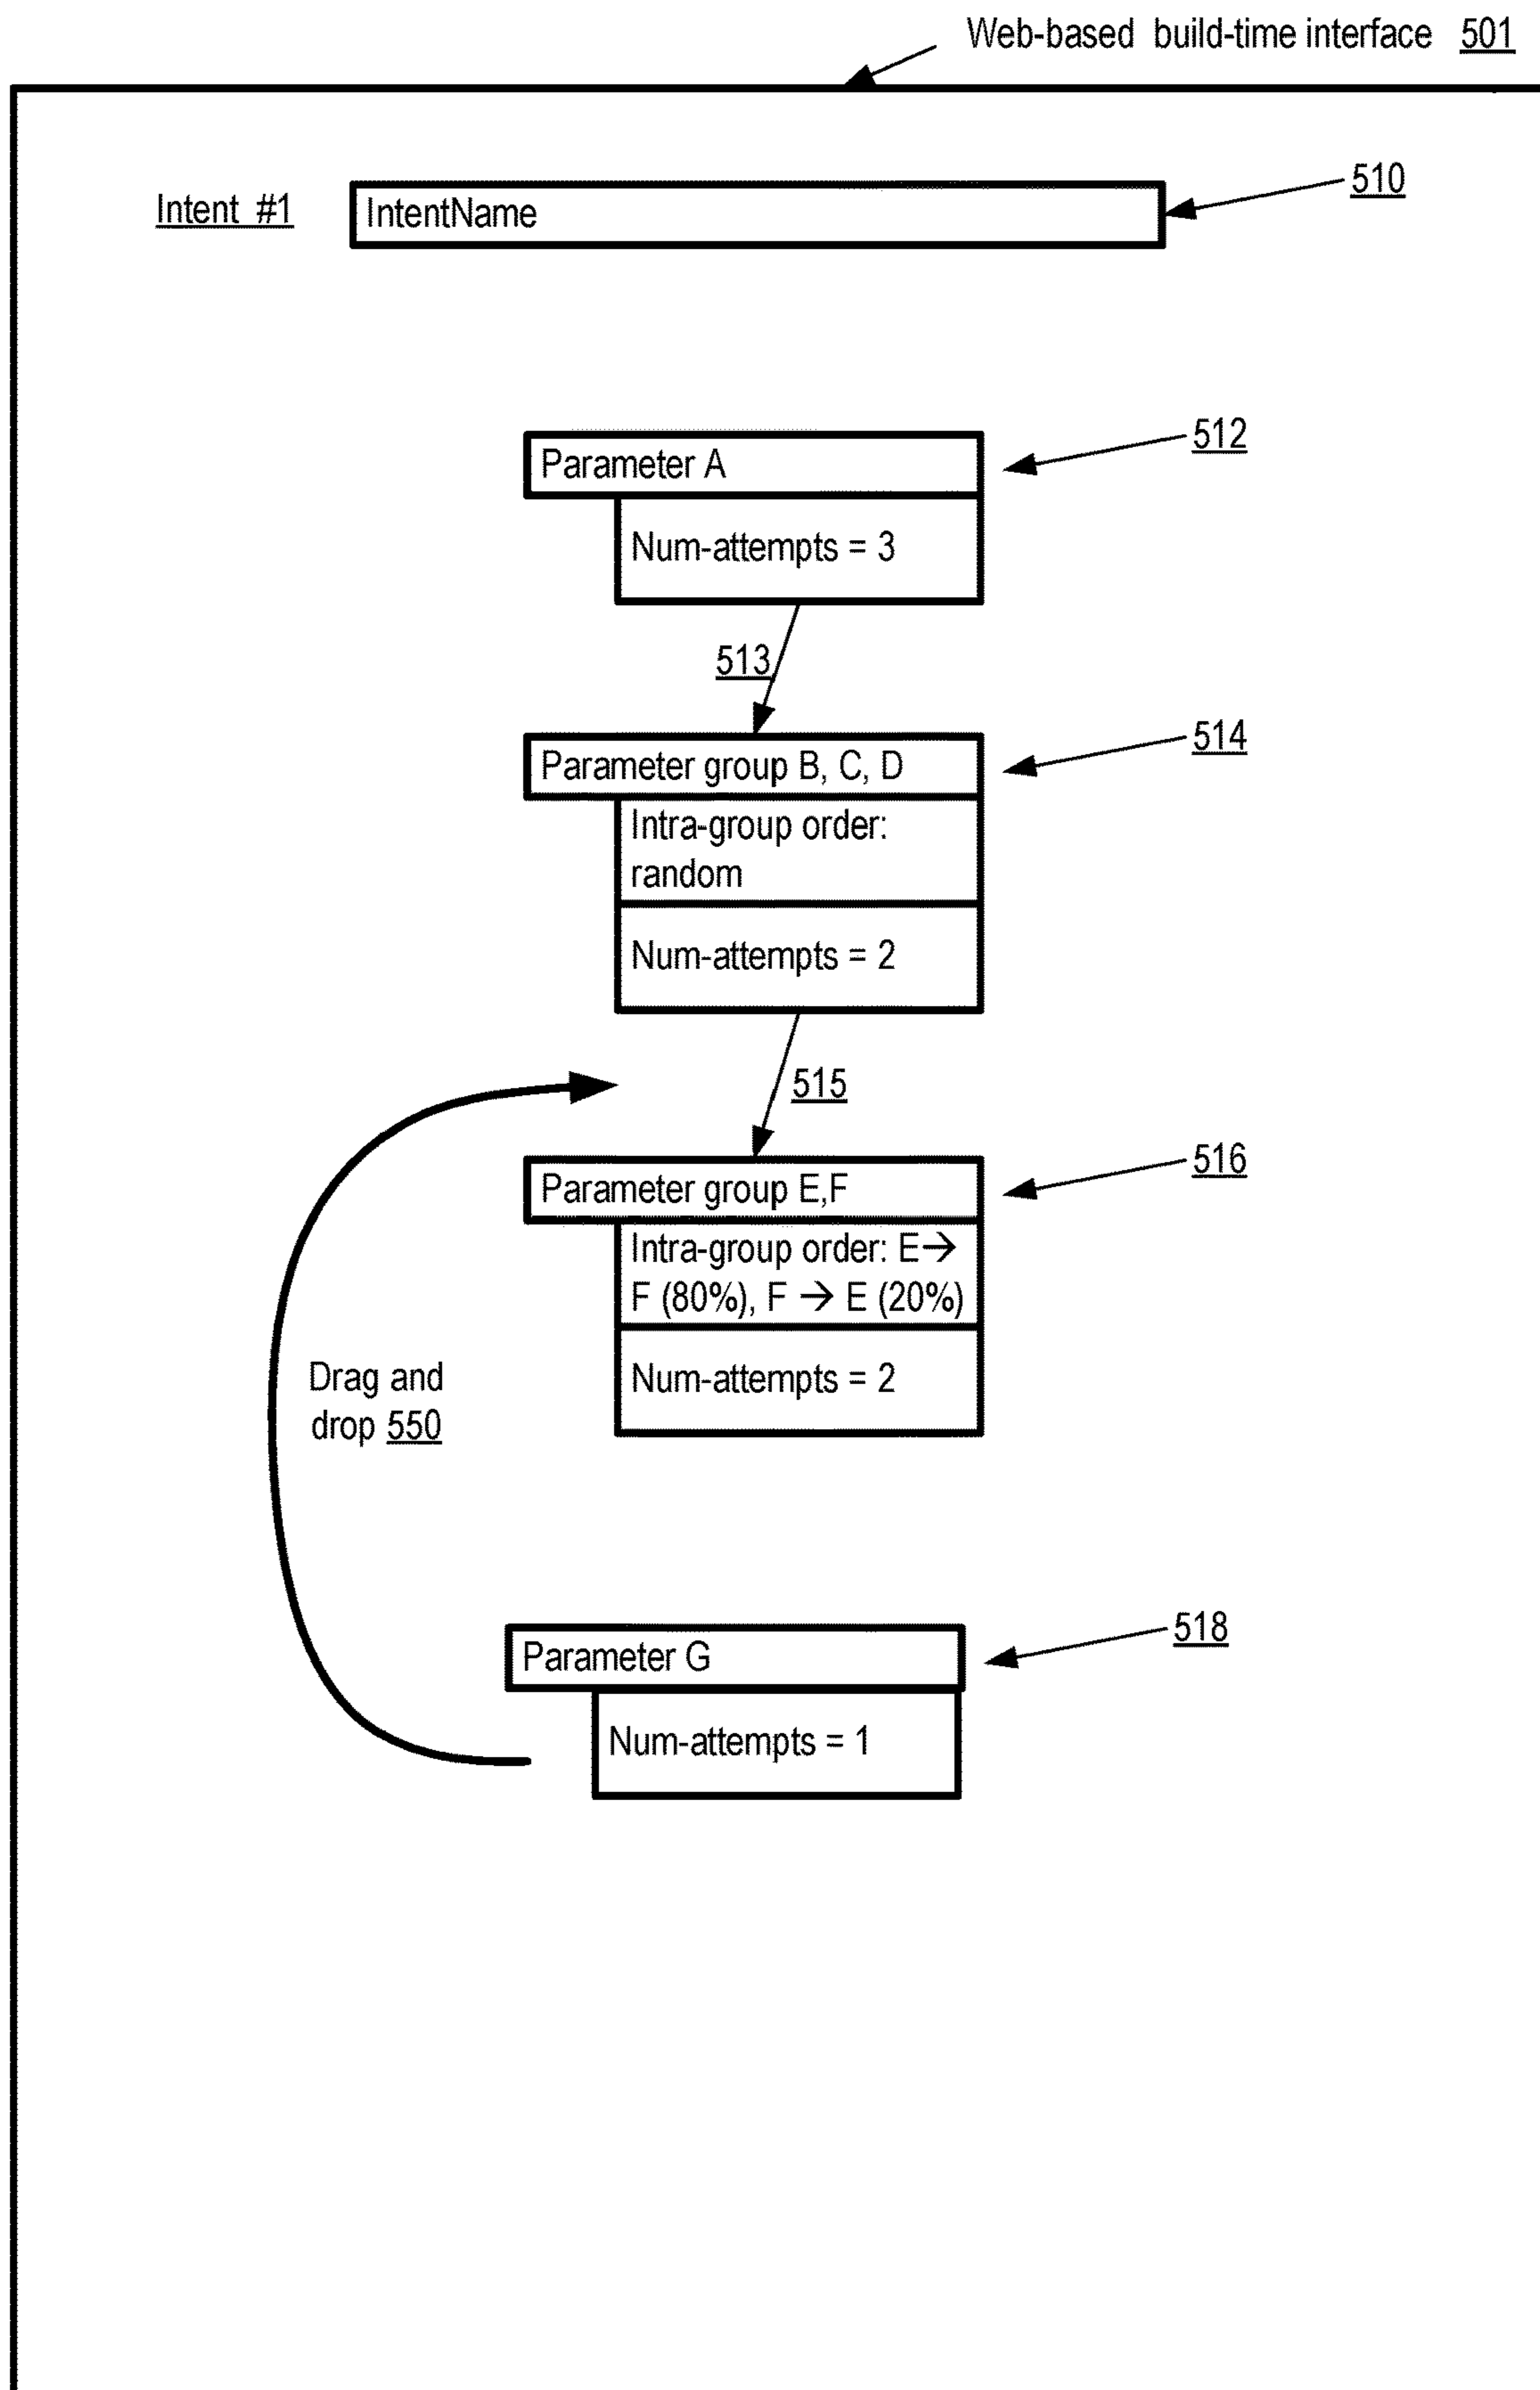 Web-based build-time interface 501
Intent #1
IntentName
510
Parameter A
512
Num-attempts = 3
513
Parameter group B, C, D
514
Intra-group order:
random
Num-attempts = 2
515
Parameter group E,F
516
Intra-group order: E→
F (80%), F → E (20%)
Num-attempts = 2
Drag and
drop 550
Parameter G
518
Num-attempts = 1